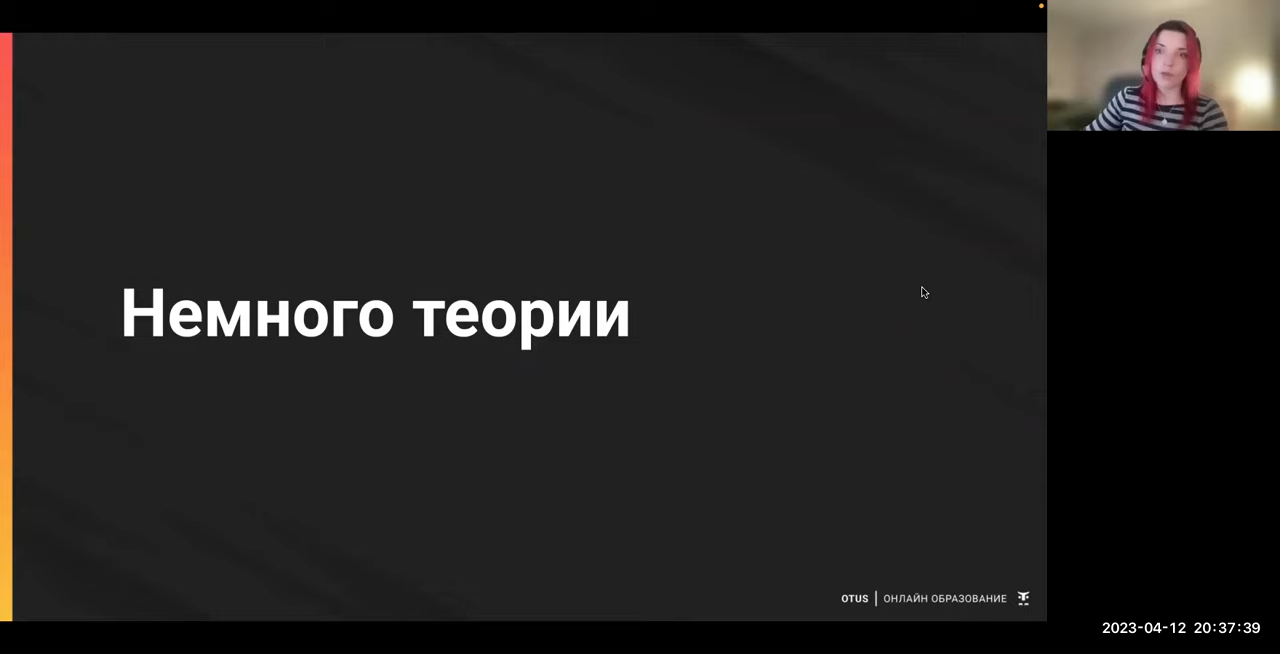 Немного теории
OTUS | ОНЛАЙН ОБРАЗОВАНИЕ
2023-04-12 20:37:39